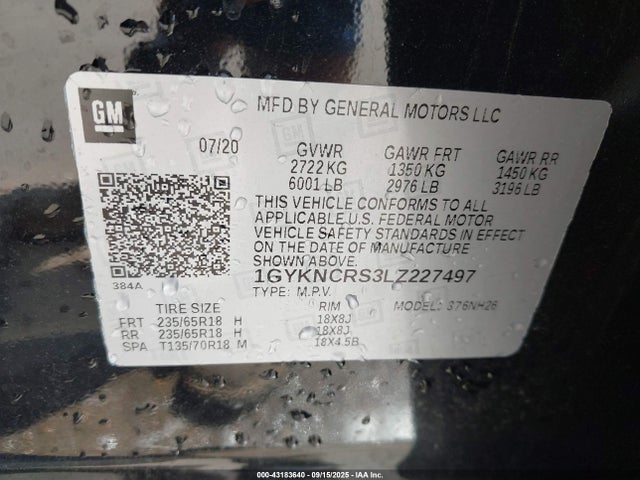 GM
MFD BY GENERAL MOTORS LLC
07/20 GVWR GAWR FRT GAWR RR
2722 KG 1350 KG 1450 KG
6001 LB 2976 LB 3196 LB
THIS VEHICLE CONFORMS TO ALL
APPLICABLE U.S. FEDERAL MOTOR
VEHICLE SAFETY STANDARDS IN EFFECT
ON THE DATE OF MANUFACTURE SHOWN ABOVE.
384A 1GYKNCRS3LZ227497
TYPE: M.P.V. MODEL: 376NH26
TIRE SIZE RIM
FRT 235/65R18 H 18X8J
RR 235/65R18 H 18X8J
SPA T135/70R18 M 18X4.5B
000-43183640 - 09/15/2025 - IAA Inc.